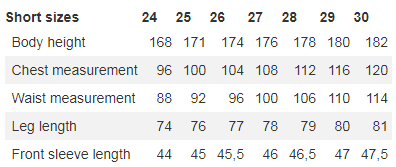 Short sizes 24 25 26 27 28 29 30
Body height 168 171 174 176 178 180 182
Chest measurement 96 100 104 108 112 116 120
Waist measurement 88 92 96 100 106 110 114
Leg length 74 76 77 78 79 80 81
Front sleeve length 44 45 45,5 46 46,5 47 47,5